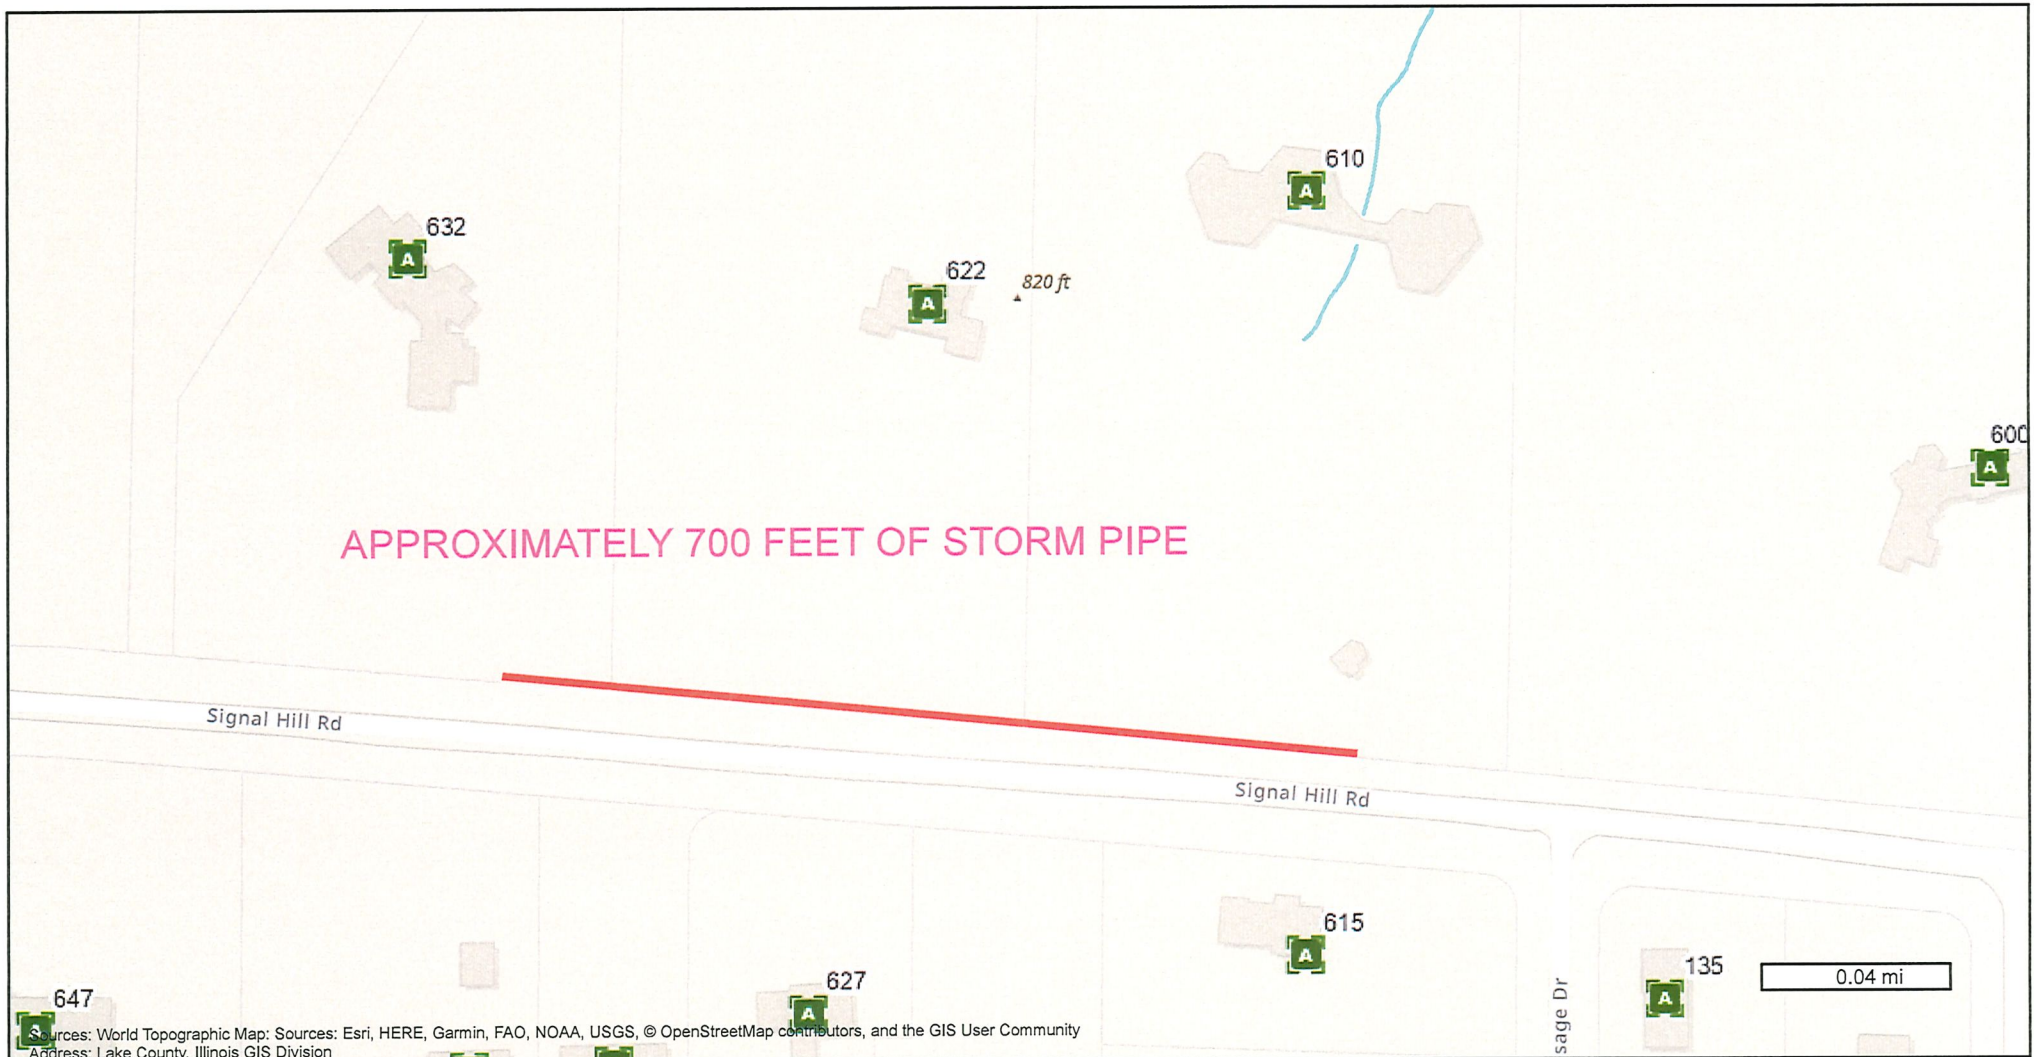 610
632
622
820 ft
600
APPROXIMATELY 700 FEET OF STORM PIPE
Signal Hill Rd
Signal Hill Rd
615
135
0.04 mi
627
647
sage Dr
A
A
A
A
A
A
A
A
Sources: World Topographic Map: Sources: Esri, HERE, Garmin, FAO, NOAA, USGS, © OpenStreetMap contributors, and the GIS User Community
Address: Lake County, Illinois GIS Division